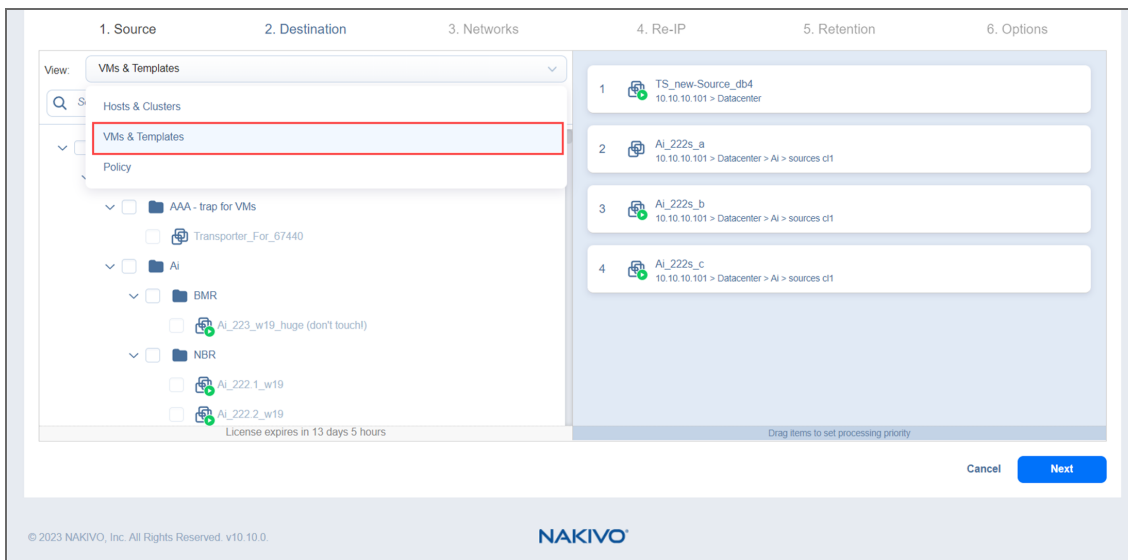 1. Source 2. Destination 3. Networks 4. Re-IP 5. Retention 6. Options
View: VMs & Templates
Hosts & Clusters
VMs & Templates
Policy
AAA - trap for VMs
Transporter_For_67440
Ai
BMR
Ai_223_w19_huge (don't touch!)
NBR
Ai_222.1_w19
Ai_222.2_w19
License expires in 13 days 5 hours
1 TS_new-Source_db4
10.10.10.101 > Datacenter
2 Ai_222s_a
10.10.10.101 > Datacenter > Ai > sources cl1
3 Ai_222s_b
10.10.10.101 > Datacenter > Ai > sources cl1
4 Ai_222s_c
10.10.10.101 > Datacenter > Ai > sources cl1
Drag items to set processing priority
Cancel Next
© 2023 NAKIVO, Inc. All Rights Reserved. v10.10.0.
NAKIVO®